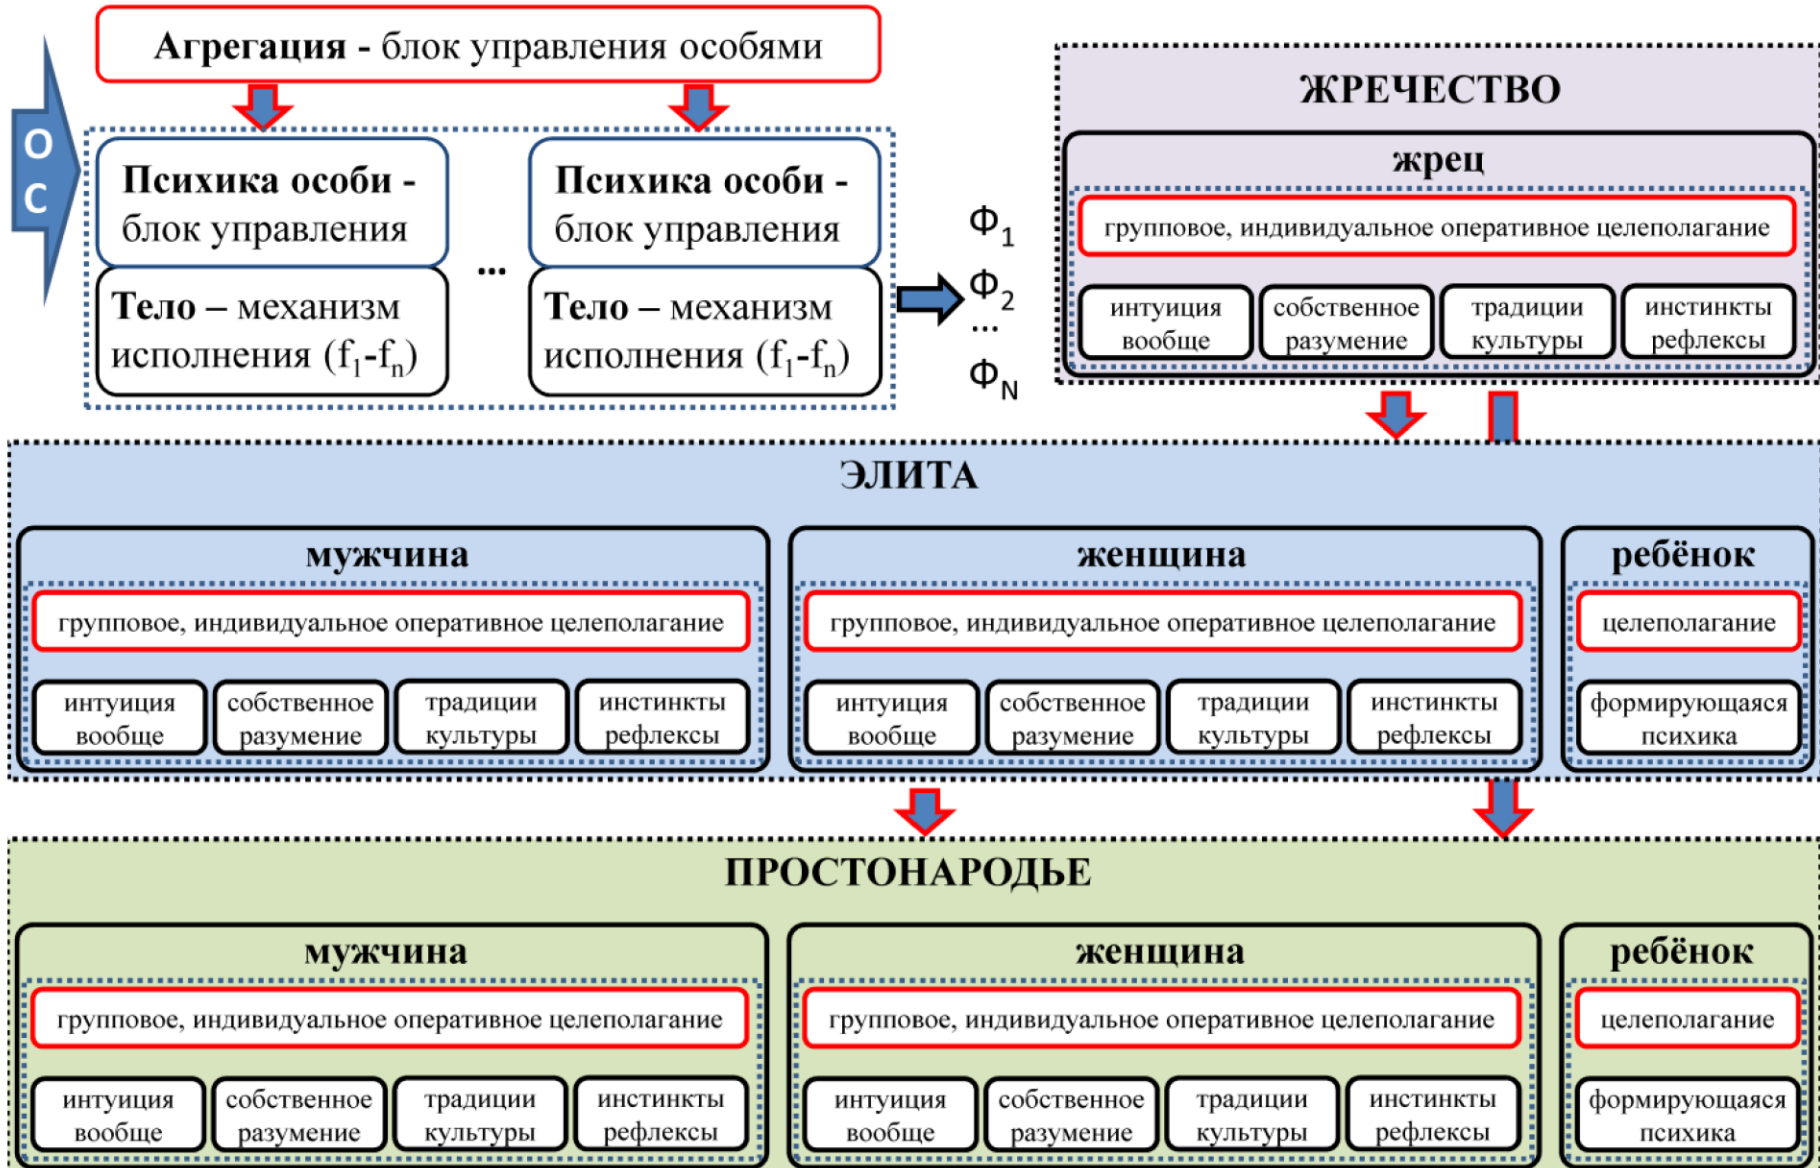 Агрегация - блок управления особями
О
С
Психика особи -
блок управления
Тело – механизм
исполнения (f1-fn)
...
Психика особи -
блок управления
Тело – механизм
исполнения (f1-fn)
Ф1
Ф2
...
ФN
ЖРЕЧЕСТВО
жрец
групповое, индивидуальное оперативное целеполагание
интуиция
вообще
собственное
разумение
традиции
культуры
инстинкты
рефлексы
ЭЛИТА
мужчина
групповое, индивидуальное оперативное целеполагание
интуиция
вообще
собственное
разумение
традиции
культуры
инстинкты
рефлексы
женщина
групповое, индивидуальное оперативное целеполагание
интуиция
вообще
собственное
разумение
традиции
культуры
инстинкты
рефлексы
ребёнок
целеполагание
формирующаяся
психика
ПРОСТОНАРОДЬЕ
мужчина
групповое, индивидуальное оперативное целеполагание
интуиция
вообще
собственное
разумение
традиции
культуры
инстинкты
рефлексы
женщина
групповое, индивидуальное оперативное целеполагание
интуиция
вообще
собственное
разумение
традиции
культуры
инстинкты
рефлексы
ребёнок
целеполагание
формирующаяся
психика